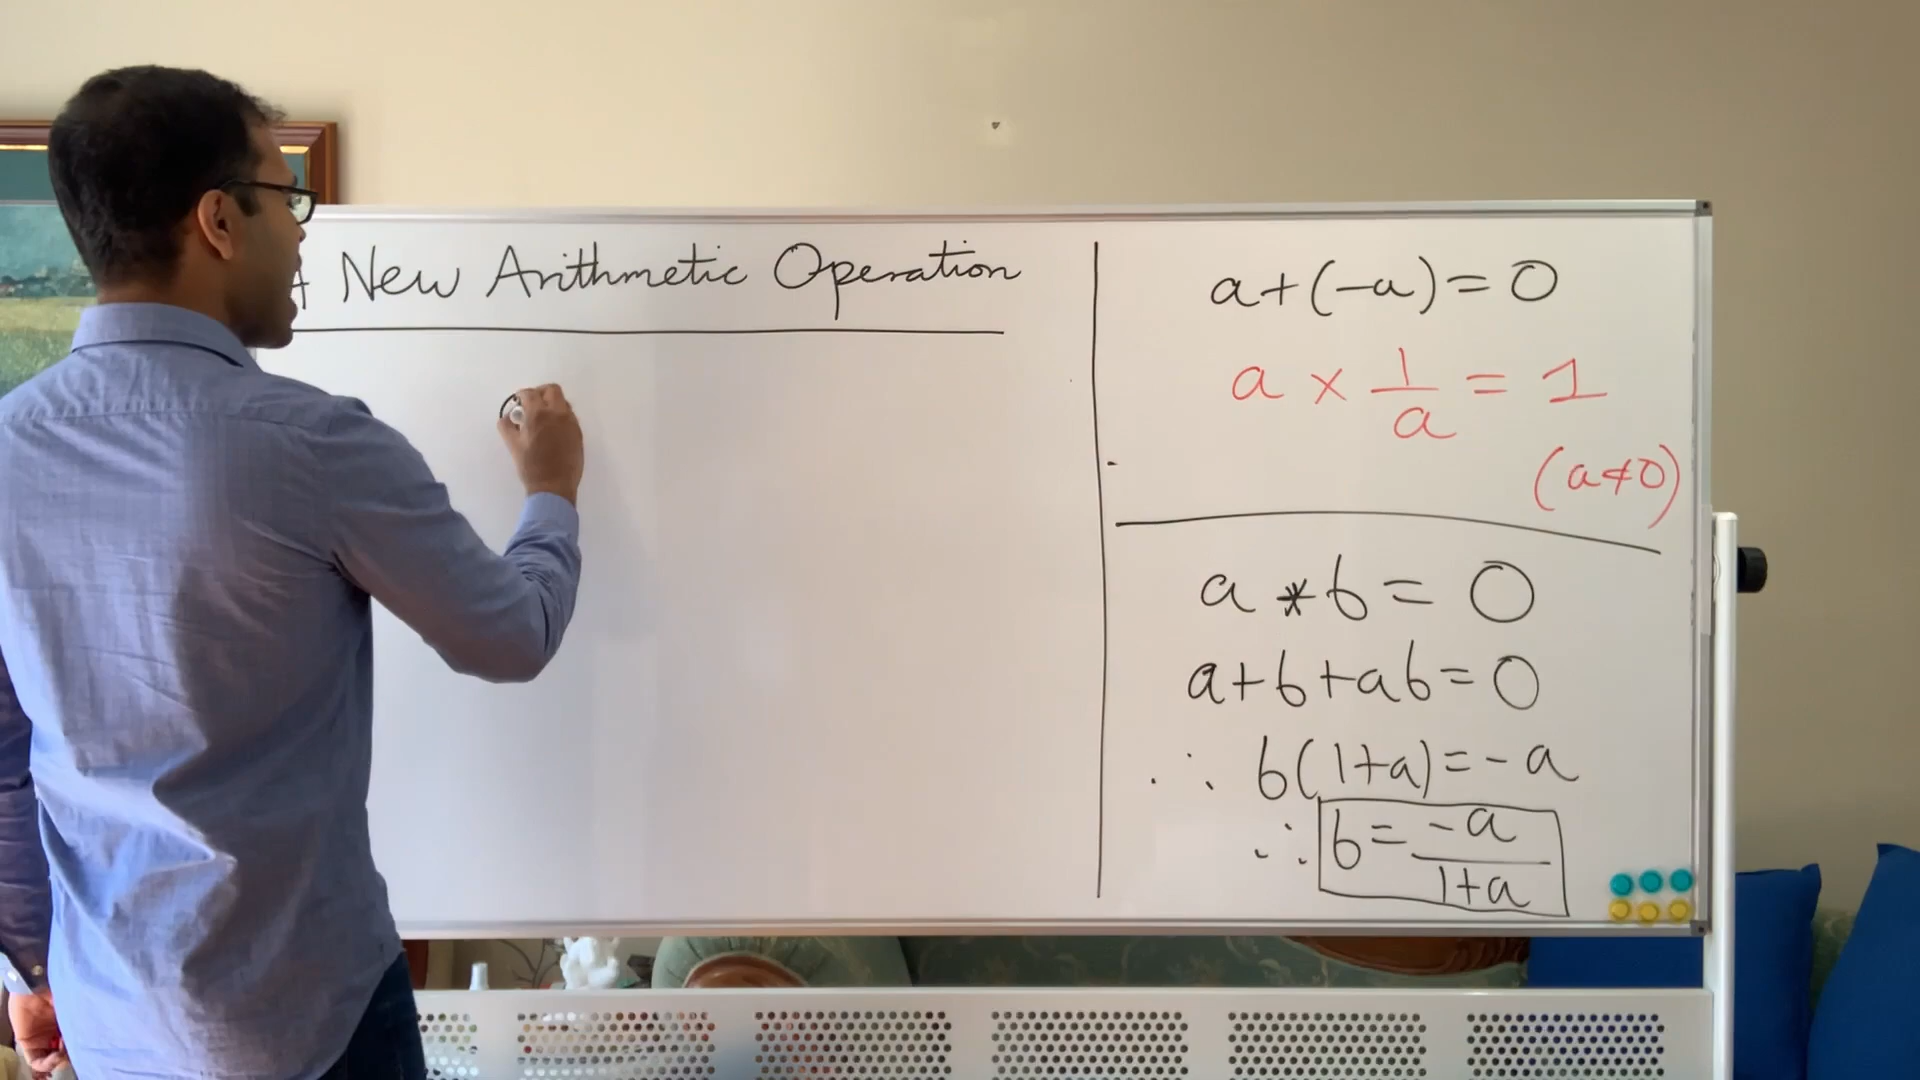 A New Arithmetic Operation
a+(-a)=0
a × 1/a = 1
(a≠0)
a * b = 0
a+b+ab=0
∴ b(1+a)=-a
∴ b= -a/1+a